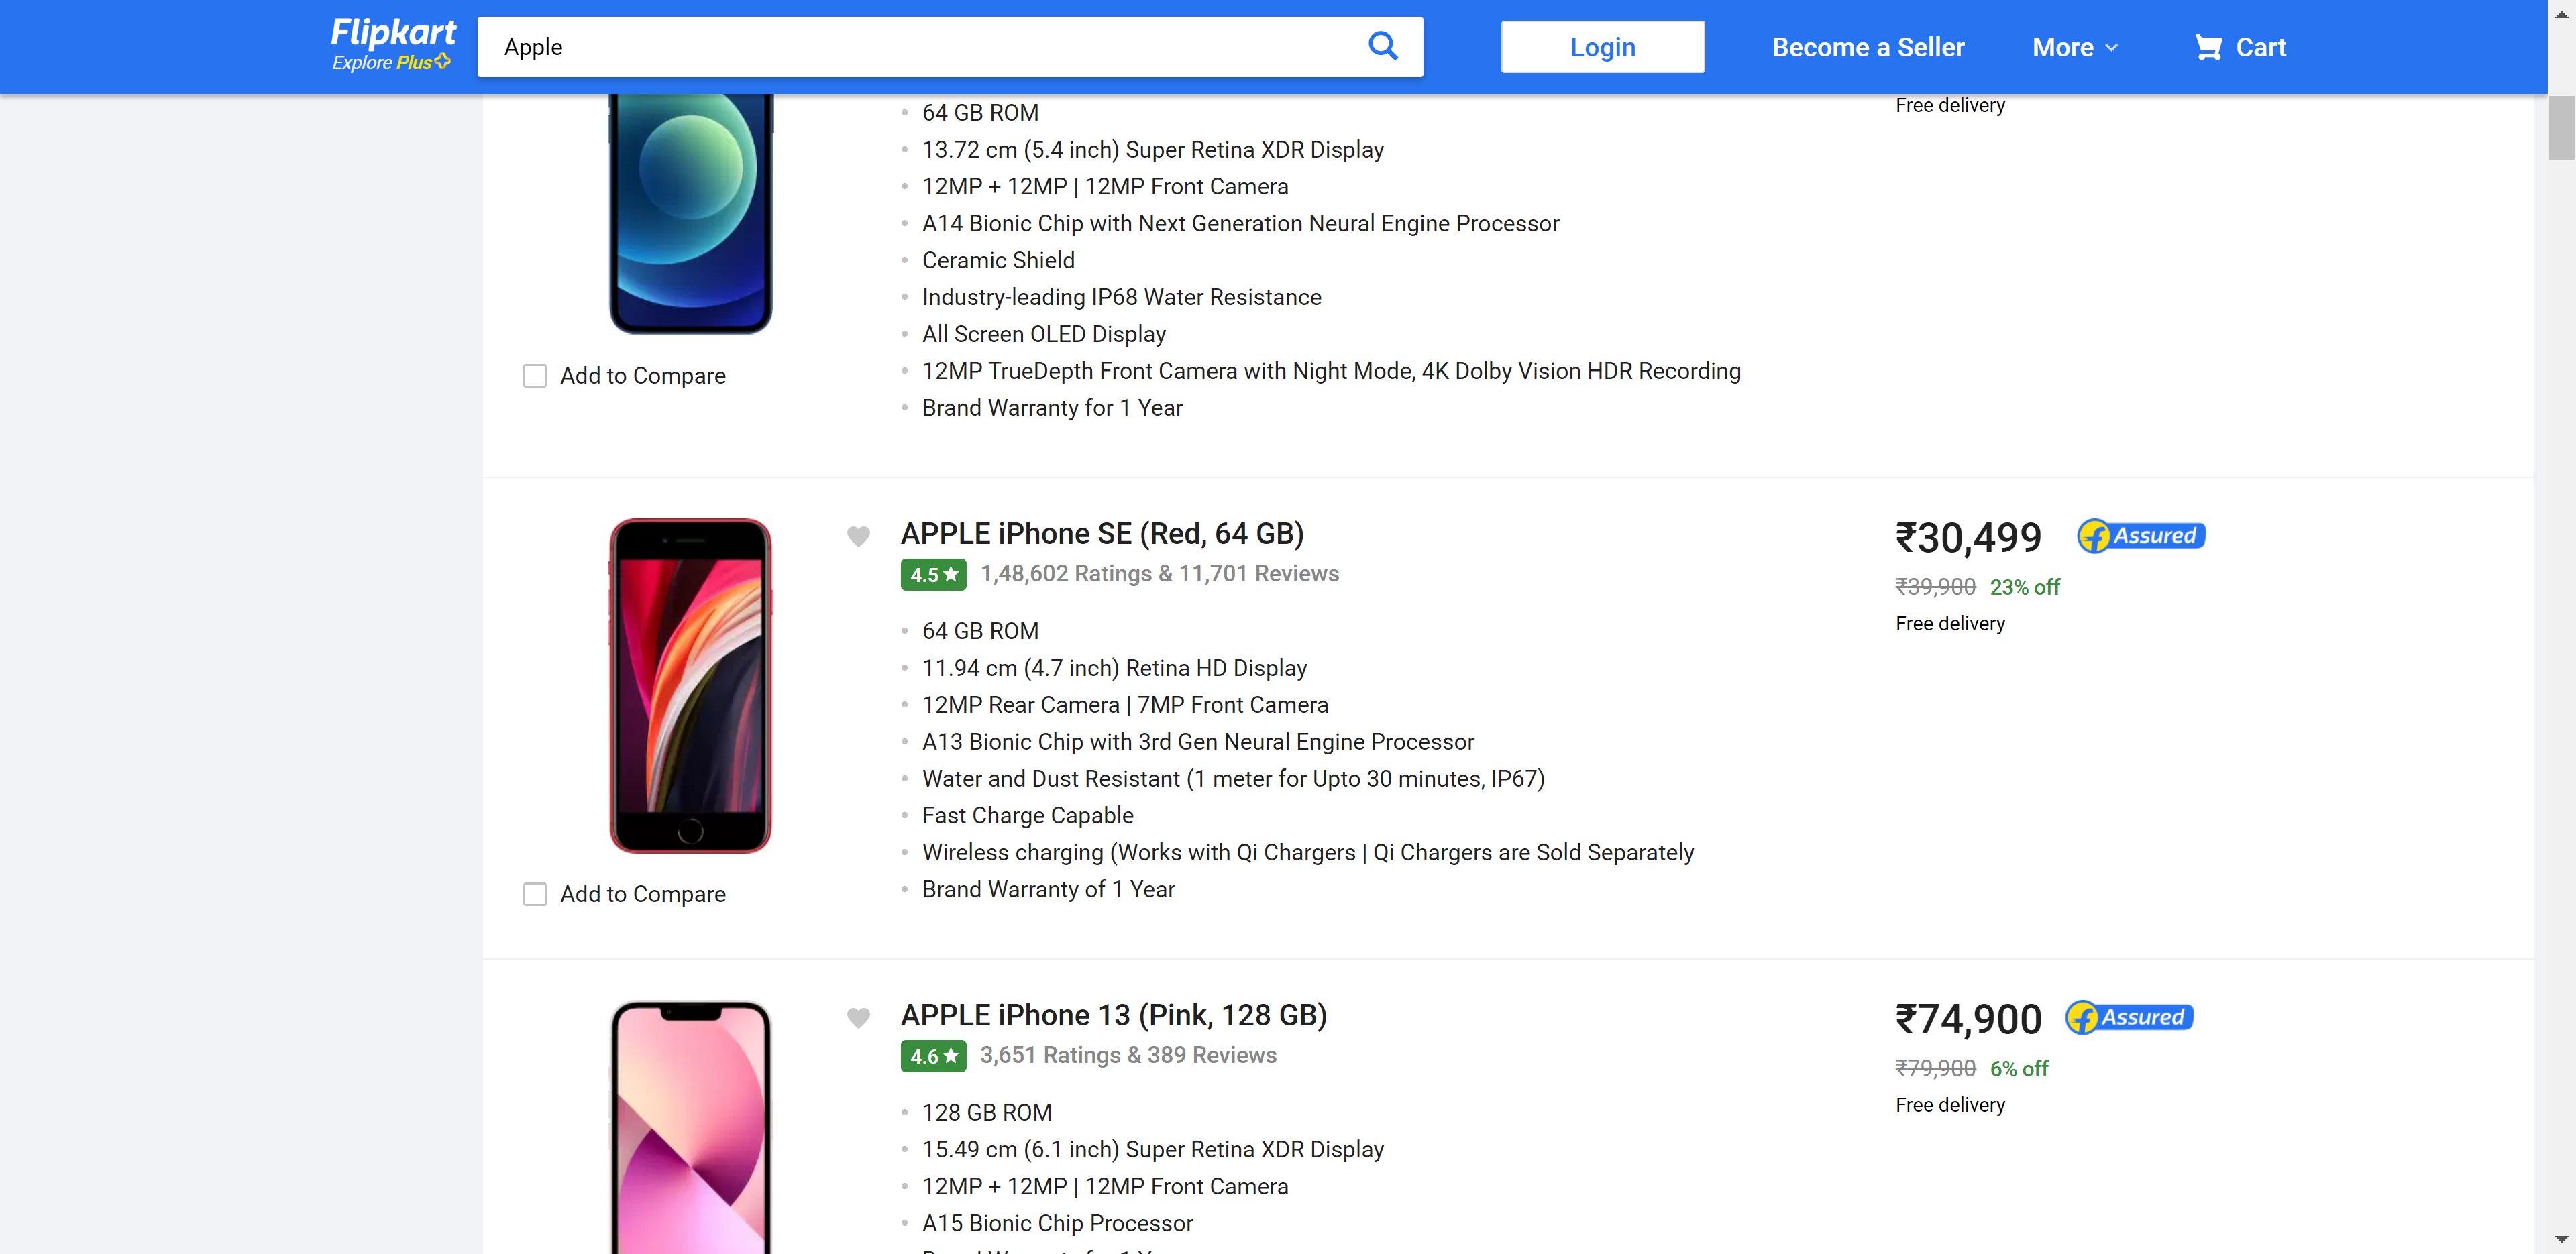 Flipkart
Explore Plus
Apple
Login
Become a Seller
More
Cart
64 GB ROM
Free delivery
13.72 cm (5.4 inch) Super Retina XDR Display
12MP + 12MP | 12MP Front Camera
A14 Bionic Chip with Next Generation Neural Engine Processor
Ceramic Shield
Industry-leading IP68 Water Resistance
All Screen OLED Display
12MP TrueDepth Front Camera with Night Mode, 4K Dolby Vision HDR Recording
Brand Warranty for 1 Year
Add to Compare
APPLE iPhone SE (Red, 64 GB)
4.5★ 1,48,602 Ratings & 11,701 Reviews
64 GB ROM
11.94 cm (4.7 inch) Retina HD Display
12MP Rear Camera | 7MP Front Camera
A13 Bionic Chip with 3rd Gen Neural Engine Processor
Water and Dust Resistant (1 meter for Upto 30 minutes, IP67)
Fast Charge Capable
Wireless charging (Works with Qi Chargers | Qi Chargers are Sold Separately
Brand Warranty of 1 Year
₹30,499 f Assured
₹39,900 23% off
Free delivery
Add to Compare
APPLE iPhone 13 (Pink, 128 GB)
4.6★ 3,651 Ratings & 389 Reviews
128 GB ROM
15.49 cm (6.1 inch) Super Retina XDR Display
12MP + 12MP | 12MP Front Camera
A15 Bionic Chip Processor
₹74,900 f Assured
₹79,900 6% off
Free delivery